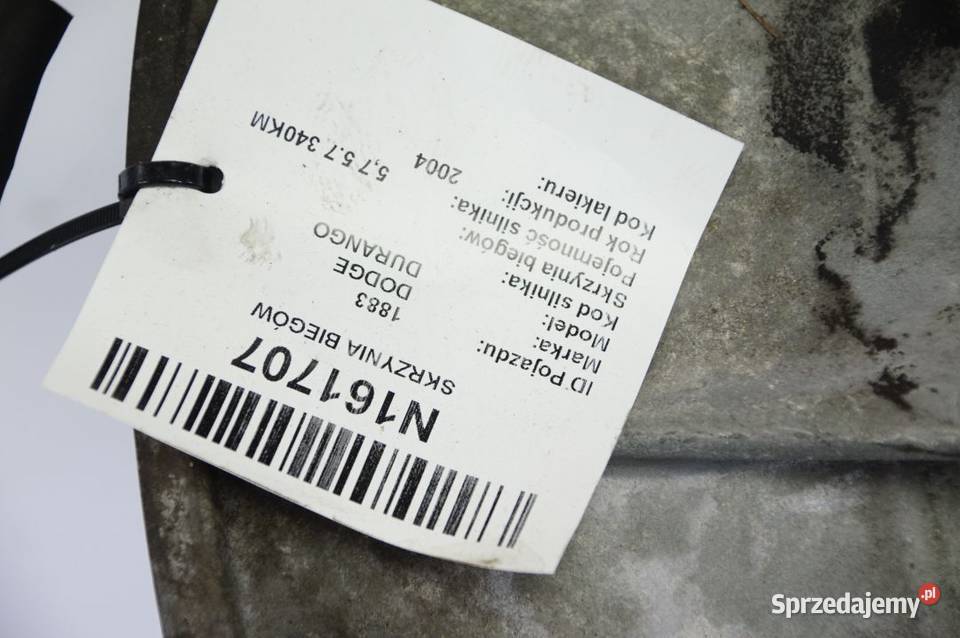 N161707
SKRZYNIA BIEGÓW
ID Pojazdu: 1883
Marka: DODGE
Model: DURANGO
Kod silnika:
Skrzynia biegów:
Pojemność silnika: 5,7 5.7 340KM
Rok produkcji: 2004
Kod lakieru:
Sprzedajemy.pl